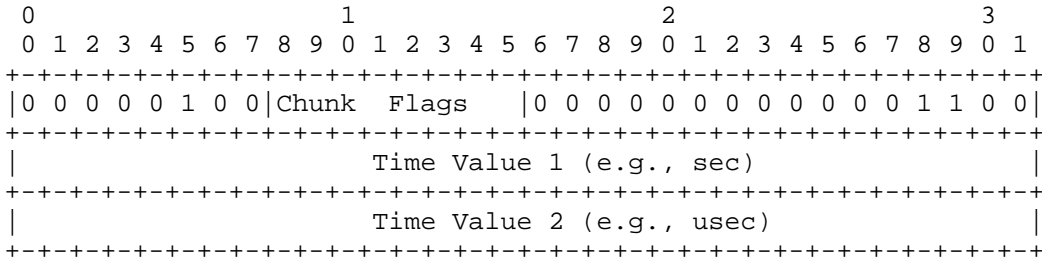 0                   1                   2                   3
 0 1 2 3 4 5 6 7 8 9 0 1 2 3 4 5 6 7 8 9 0 1 2 3 4 5 6 7 8 9 0 1
+-+-+-+-+-+-+-+-+-+-+-+-+-+-+-+-+-+-+-+-+-+-+-+-+-+-+-+-+-+-+-+-+
|0 0 0 0 0 1 0 0|Chunk  Flags   |0 0 0 0 0 0 0 0 0 0 0 0 1 1 0 0|
+-+-+-+-+-+-+-+-+-+-+-+-+-+-+-+-+-+-+-+-+-+-+-+-+-+-+-+-+-+-+-+-+
|                      Time Value 1 (e.g., sec)                 |
+-+-+-+-+-+-+-+-+-+-+-+-+-+-+-+-+-+-+-+-+-+-+-+-+-+-+-+-+-+-+-+-+
|                      Time Value 2 (e.g., usec)                |
+-+-+-+-+-+-+-+-+-+-+-+-+-+-+-+-+-+-+-+-+-+-+-+-+-+-+-+-+-+-+-+-+